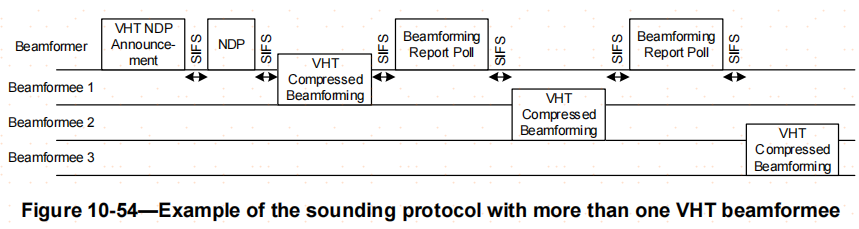 Beamformer
VHT NDP
Announce-
ment
SIFS
NDP
SIFS
VHT
Compressed
Beamforming
SIFS
Beamforming
Report Poll
SIFS
VHT
Compressed
Beamforming
SIFS
Beamforming
Report Poll
SIFS
VHT
Compressed
Beamforming
Beamformee 1
Beamformee 2
Beamformee 3
Figure 10-54—Example of the sounding protocol with more than one VHT beamformee